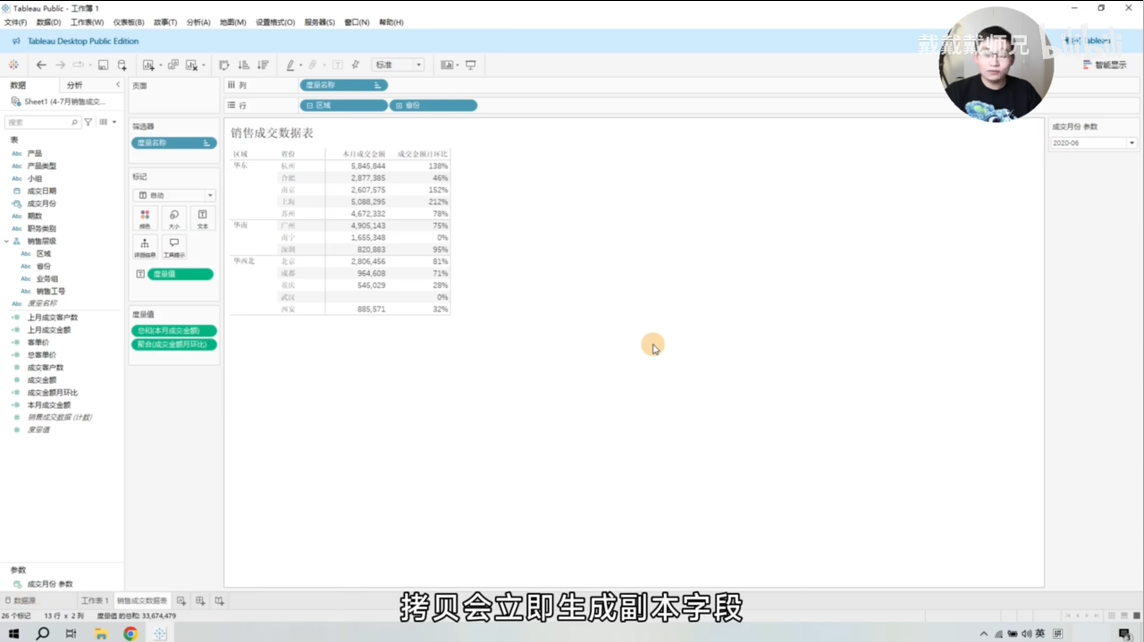 Tableau Public - 工作簿 1
文件(F) 数据(D) 工作表(W) 仪表板(B) 故事(T) 分析(A) 地图(M) 设置格式(O) 服务器(S) 窗口(N) 帮助(H)
Tableau Desktop Public Edition
戴戴戴师兄 bilibili
标准
智能显示
数据 分析
Sheet1 (4-7月销售成交...
搜索
表
Abc 产品
Abc 产品类型
Abc 小组
成交日期
成交月份
Abc 期数
Abc 职务类别
销售层级
Abc 区域
Abc 省份
Abc 业务组
Abc 销售工号
Abc 度量名称
上月成交客户数
上月成交金额
客单价
总客单价
成交客户数
成交金额
成交金额月环比
本月成交金额
销售成交数据 (计数)
度量值
参数
成交月份 参数
页面
筛选器
度量名称
标记
自动
颜色 大小 文本
详细信息 工具提示
度量值
度量值
总和(本月成交金额)
聚合(成交金额月环比)
列 度量名称
行 区域 省份
销售成交数据表
区域 省份 本月成交金额 成交金额月环比
华东 杭州 5,845,844 138%
合肥 2,877,385 46%
南京 2,607,575 152%
上海 5,088,295 212%
苏州 4,672,332 78%
华南 广州 4,905,143 75%
南宁 1,655,348 0%
深圳 820,883 95%
华西北 北京 2,806,456 81%
成都 964,608 71%
重庆 545,029 28%
武汉 0%
西安 885,571 32%
成交月份 参数
2020-06
拷贝会立即生成副本字段
数据源 工作表 1 销售成交数据表
26 个标记 13 行 x 2 列 度量值 的总和: 33,674,479
英 拼